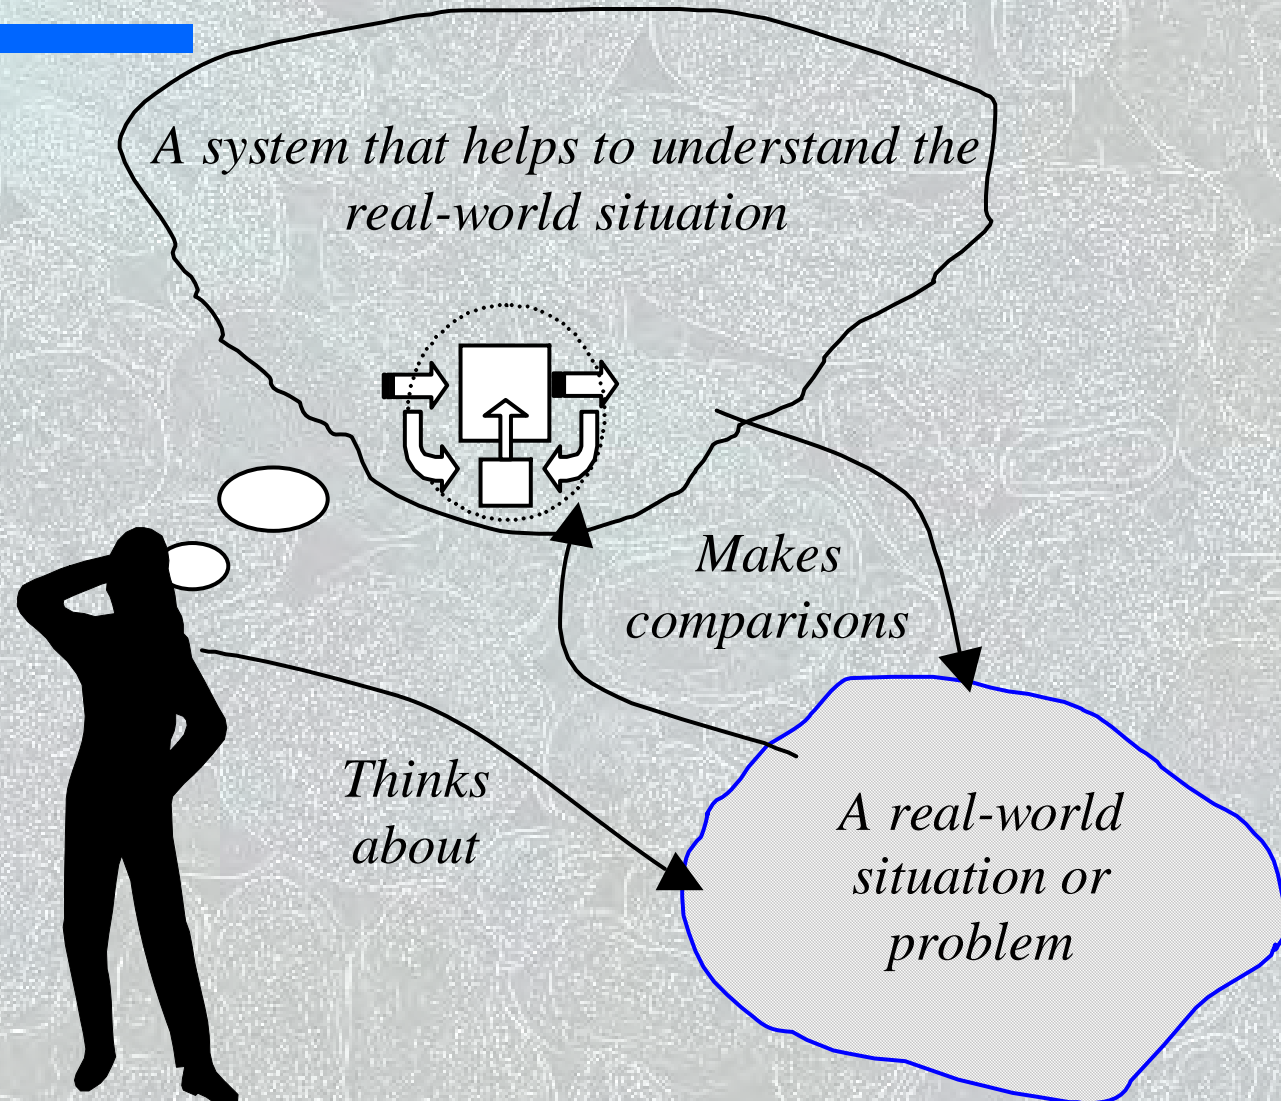 A system that helps to understand the
real-world situation
Makes
comparisons
Thinks
about
A real-world
situation or
problem